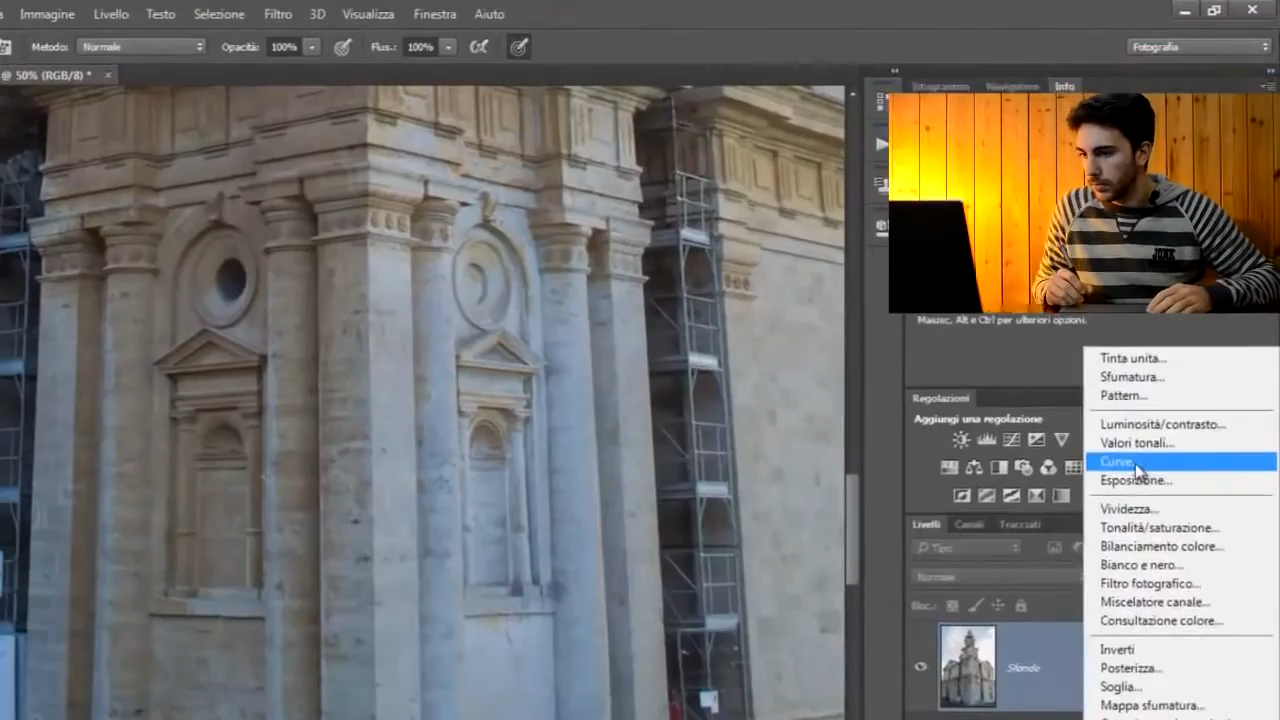 Immagine Livello Testo Selezione Filtro 3D Visualizza Finestra Aiuto
Metodo: Normale Opacità: 100% Flus.: 100% Fotografia
@ 50% (RGB/8) * ×
Istogramma Navigatore Info
Alt e Ctrl per ulteriori opzioni.
Regolazioni
Aggiungi una regolazione
Livelli Canali Tracciati
Tipo
Normale
Bloc.:
Sfondo
Tinta unita...
Sfumatura...
Pattern...
Luminosità/contrasto...
Valori tonali...
Curve...
Esposizione...
Vividezza...
Tonalità/saturazione...
Bilanciamento colore...
Bianco e nero...
Filtro fotografico...
Miscelatore canale...
Consultazione colore...
Inverti
Posterizza...
Soglia...
Mappa sfumatura...